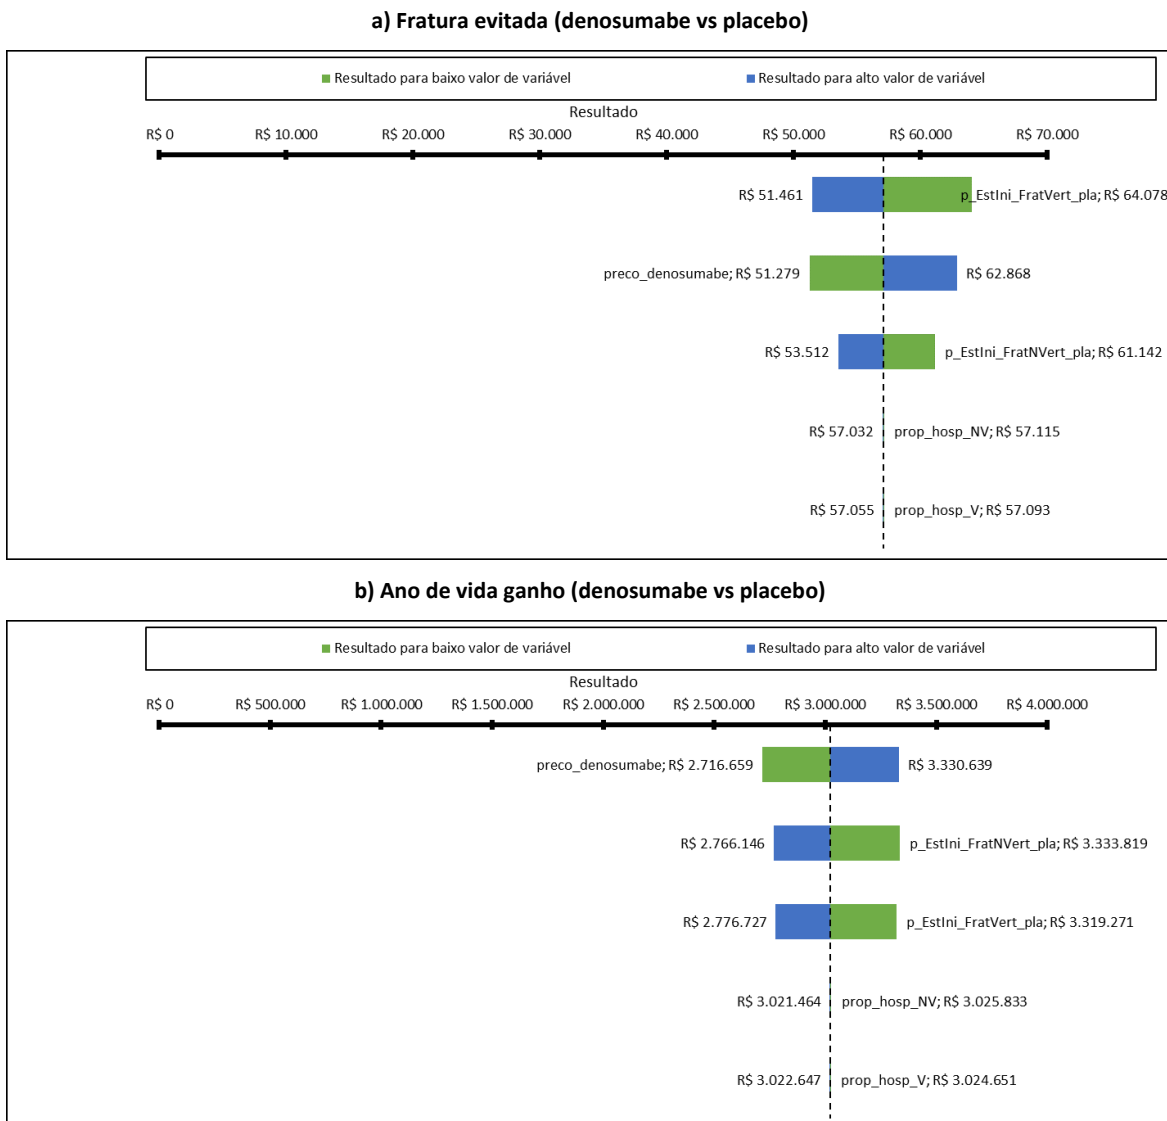 a) Fratura evitada (denosumabe vs placebo)
Resultado para baixo valor de variável Resultado para alto valor de variável
Resultado
R$ 0 R$ 10.000 R$ 20.000 R$ 30.000 R$ 40.000 R$ 50.000 R$ 60.000 R$ 70.000
R$ 51.461 p_EstIni_FratVert_pla; R$ 64.078
preco_denosumabe; R$ 51.279 R$ 62.868
R$ 53.512 p_EstIni_FratNVert_pla; R$ 61.142
R$ 57.032 prop_hosp_NV; R$ 57.115
R$ 57.055 prop_hosp_V; R$ 57.093
b) Ano de vida ganho (denosumabe vs placebo)
Resultado para baixo valor de variável Resultado para alto valor de variável
Resultado
R$ 0 R$ 500.000 R$ 1.000.000 R$ 1.500.000 R$ 2.000.000 R$ 2.500.000 R$ 3.000.000 R$ 3.500.000 R$ 4.000.000
preco_denosumabe; R$ 2.716.659 R$ 3.330.639
R$ 2.766.146 p_EstIni_FratNVert_pla; R$ 3.333.819
R$ 2.776.727 p_EstIni_FratVert_pla; R$ 3.319.271
R$ 3.021.464 prop_hosp_NV; R$ 3.025.833
R$ 3.022.647 prop_hosp_V; R$ 3.024.651